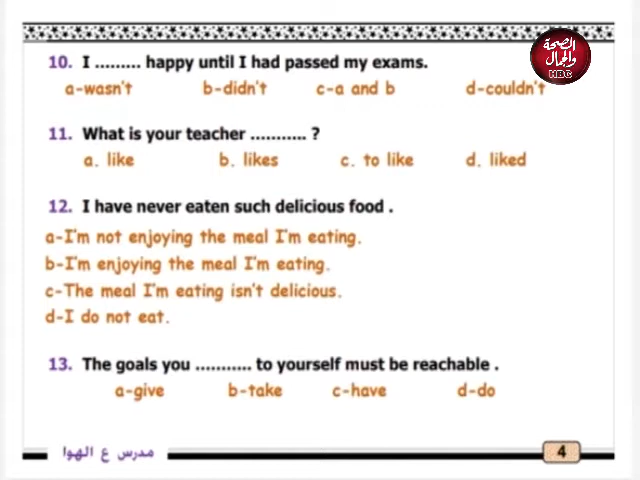 الصحة
والجمال
HBC
10. I ......... happy until I had passed my exams.
a-wasn't b-didn't c-a and b d-couldn't
11. What is your teacher ........... ?
a. like b. likes c. to like d. liked
12. I have never eaten such delicious food .
a-I'm not enjoying the meal I'm eating.
b-I'm enjoying the meal I'm eating.
c-The meal I'm eating isn't delicious.
d-I do not eat.
13. The goals you ........... to yourself must be reachable .
a-give b-take c-have d-do
مدرس ع الهوا
4